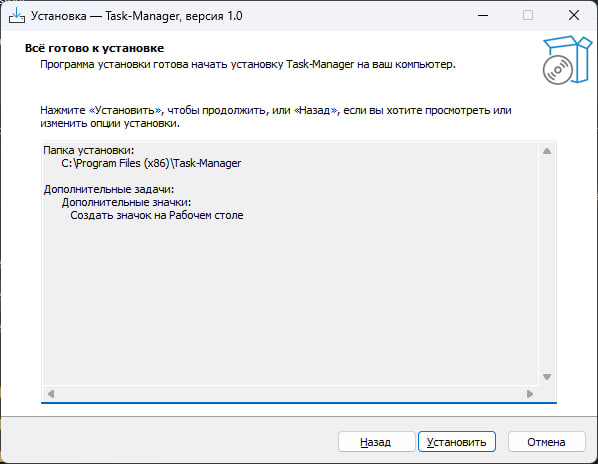 Установка — Task-Manager, версия 1.0
Всё готово к установке
Программа установки готова начать установку Task-Manager на ваш компьютер.
Нажмите «Установить», чтобы продолжить, или «Назад», если вы хотите просмотреть или
изменить опции установки.
Папка установки:
C:\Program Files (x86)\Task-Manager
Дополнительные задачи:
Дополнительные значки:
Создать значок на Рабочем столе
Назад
Установить
Отмена